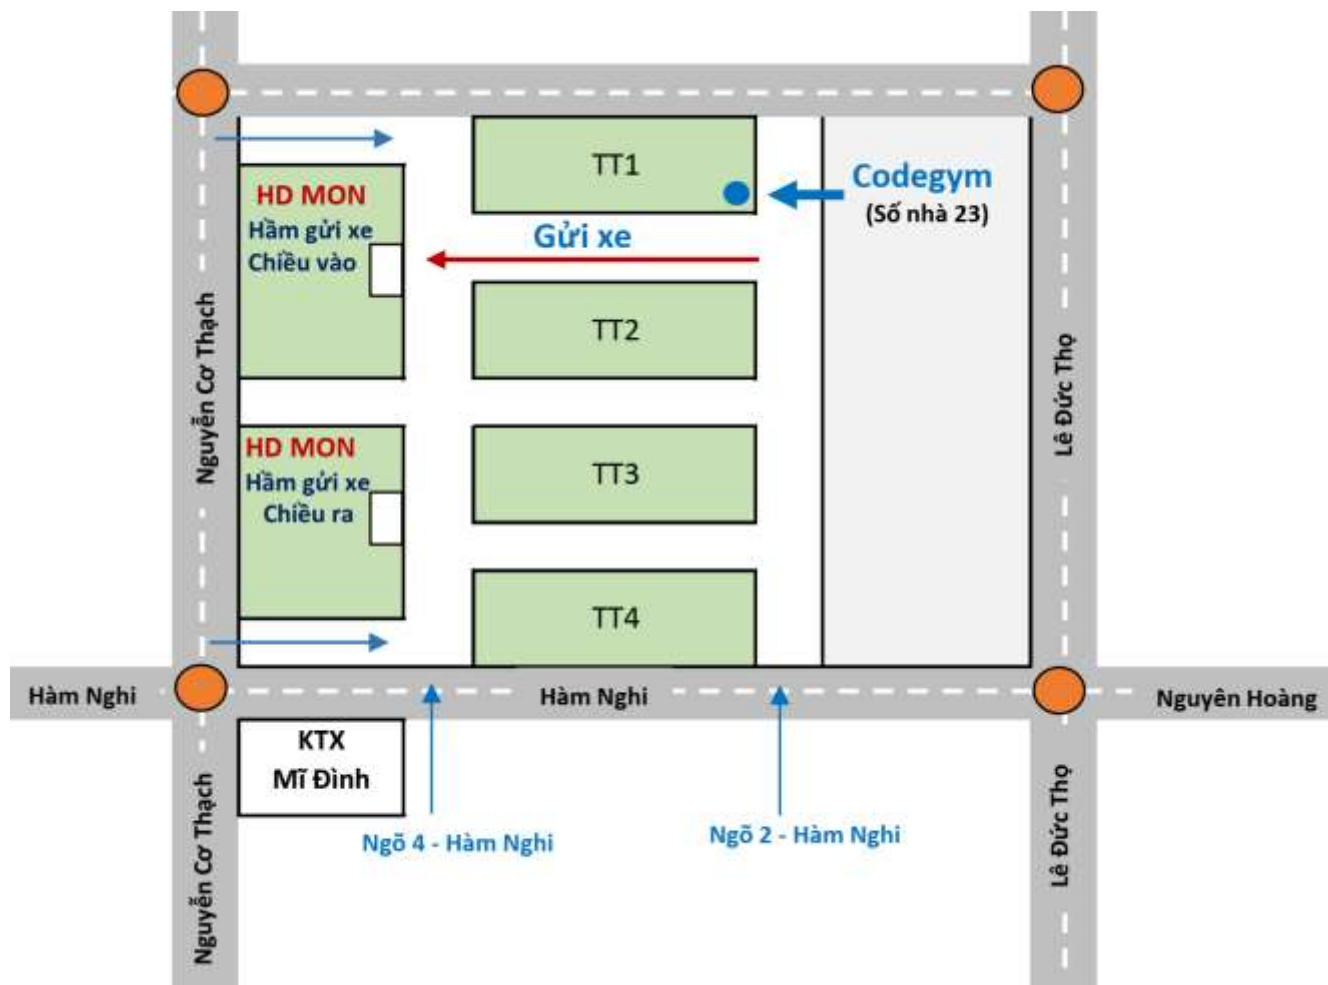 TT1
Codegym
(Số nhà 23)
HD MON
Hầm gửi xe
Chiều vào
Gửi xe
TT2
Nguyễn Cơ Thạch
Lê Đức Thọ
HD MON
Hầm gửi xe
Chiều ra
TT3
TT4
Hàm Nghi
Hàm Nghi
Nguyên Hoàng
KTX
Mĩ Đình
Ngõ 4 - Hàm Nghi
Ngõ 2 - Hàm Nghi
Nguyễn Cơ Thạch
Lê Đức Thọ